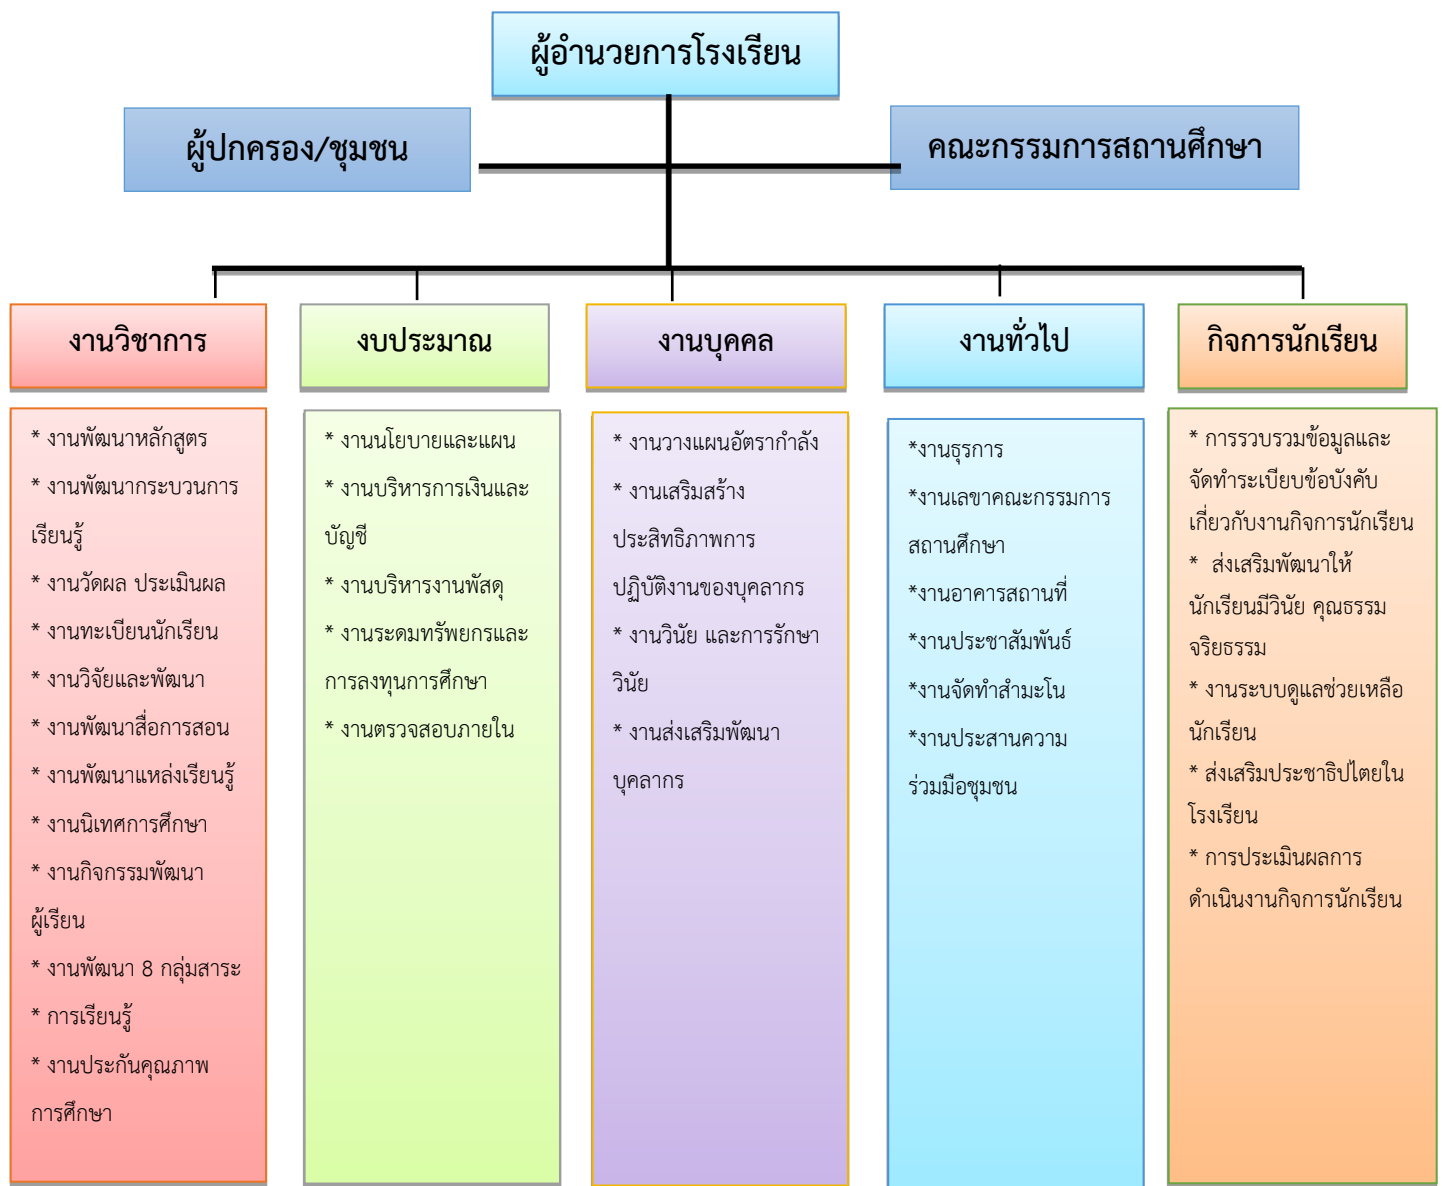 ผู้อำนวยการโรงเรียน
ผู้ปกครอง/ชุมชน
คณะกรรมการสถานศึกษา
งานวิชาการ
งบประมาณ
งานบุคคล
งานทั่วไป
กิจการนักเรียน
* งานพัฒนาหลักสูตร
* งานพัฒนากระบวนการ
เรียนรู้
* งานวัดผล ประเมินผล
* งานทะเบียนนักเรียน
* งานวิจัยและพัฒนา
* งานพัฒนาสื่อการสอน
* งานพัฒนาแหล่งเรียนรู้
* งานนิเทศการศึกษา
* งานกิจกรรมพัฒนา
ผู้เรียน
* งานพัฒนา 8 กลุ่มสาระ
* การเรียนรู้
* งานประกันคุณภาพ
การศึกษา
* งานนโยบายและแผน
* งานบริหารการเงินและ
บัญชี
* งานบริหารงานพัสดุ
* งานระดมทรัพยกรและ
การลงทุนการศึกษา
* งานตรวจสอบภายใน
* งานวางแผนอัตรากำลัง
* งานเสริมสร้าง
ประสิทธิภาพการ
ปฏิบัติงานของบุคลากร
* งานวินัย และการรักษา
วินัย
* งานส่งเสริมพัฒนา
บุคลากร
*งานธุรการ
*งานเลขาคณะกรรมการ
สถานศึกษา
*งานอาคารสถานที่
*งานประชาสัมพันธ์
*งานจัดทำสำมะโน
*งานประสานความ
ร่วมมือชุมชน
* การรวบรวมข้อมูลและ
จัดทำระเบียบข้อบังคับ
เกี่ยวกับงานกิจการนักเรียน
* ส่งเสริมพัฒนาให้
นักเรียนมีวินัย คุณธรรม
จริยธรรม
* งานระบบดูแลช่วยเหลือ
นักเรียน
* ส่งเสริมประชาธิปไตยใน
โรงเรียน
* การประเมินผลการ
ดำเนินงานกิจการนักเรียน